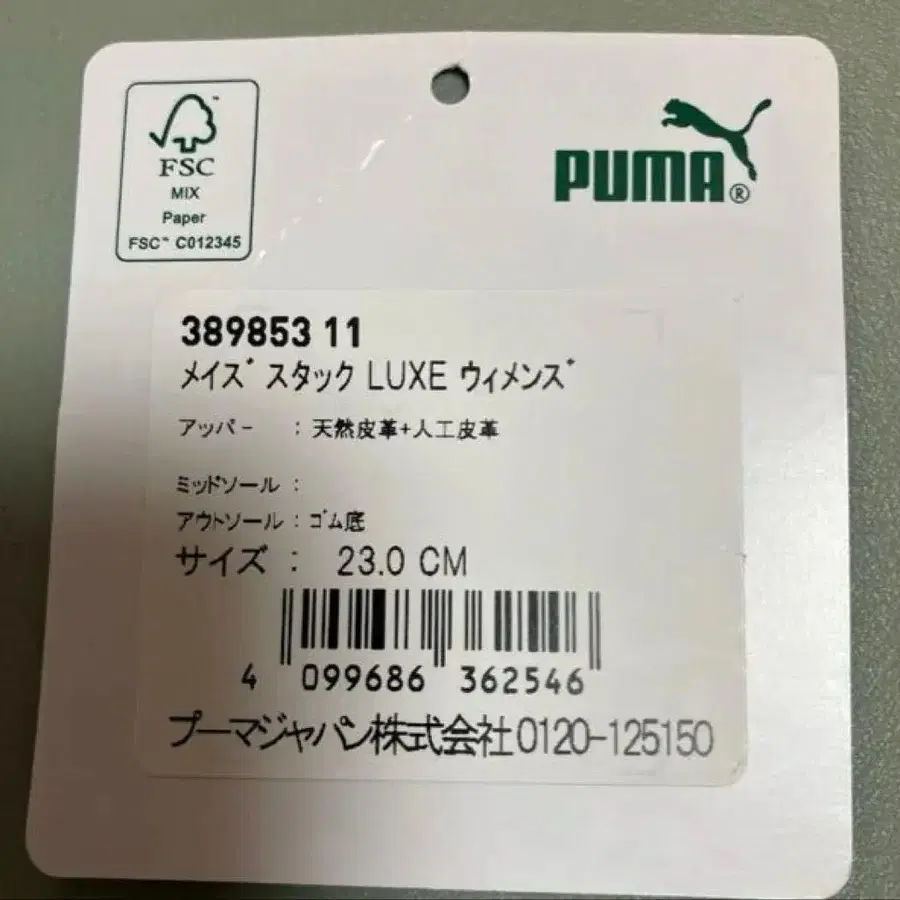 FSC
MIX
Paper
FSC™ C012345
PUMA®
389853 11
メイズ スタック LUXE ウィメンズ
アッパー : 天然皮革+人工皮革
ミッドソール :
アウトソール : ゴム底
サイズ : 23.0 CM
4 099686 362546
プーマジャパン株式会社0120-125150